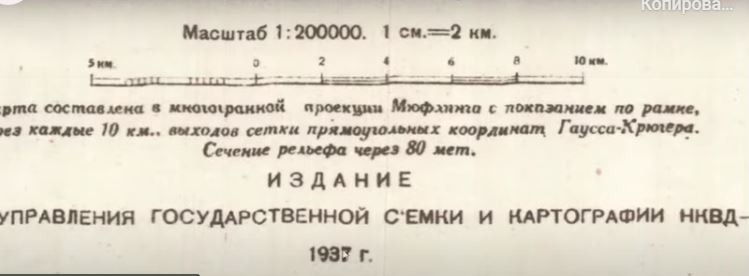 Копирова...
Масштаб 1:200000. 1 см.=2 км.
5 км. 0 2 4 6 8 10 км.
рта составлена в многогранной проекции Мюфлинга с показанием по рамке,
рез каждые 10 км., выходов сетки прямоугольных координат Гаусса-Крюгера.
Сечение рельефа через 80 мет.
ИЗДАНИЕ
УПРАВЛЕНИЯ ГОСУДАРСТВЕННОЙ С'ЕМКИ И КАРТОГРАФИИ НКВД–
1937 г.